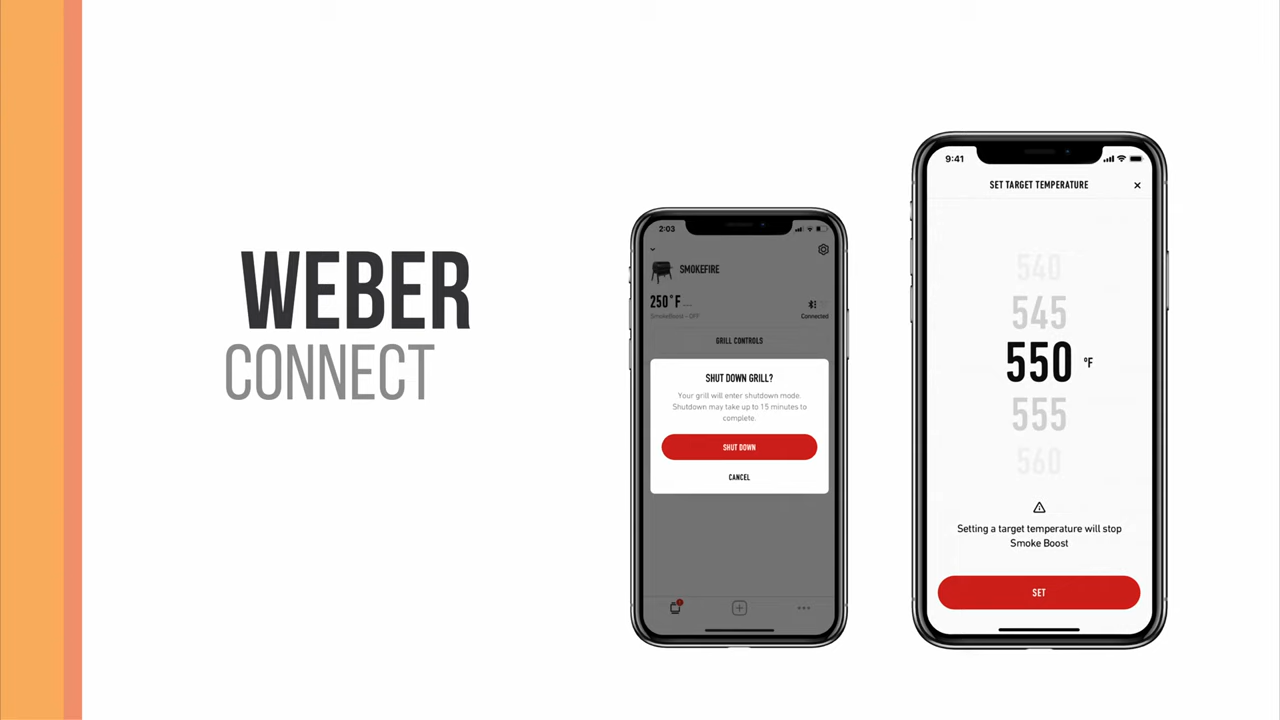 WEBER
CONNECT
2:03
SMOKEFIRE
250°F
SmokeBoost - OFF
Connected
GRILL CONTROLS
SHUT DOWN GRILL?
Your grill will enter shutdown mode.
Shutdown may take up to 15 minutes to
complete.
SHUT DOWN
CANCEL
9:41
SET TARGET TEMPERATURE
540
545
550 °F
555
560
Setting a target temperature will stop
Smoke Boost
SET